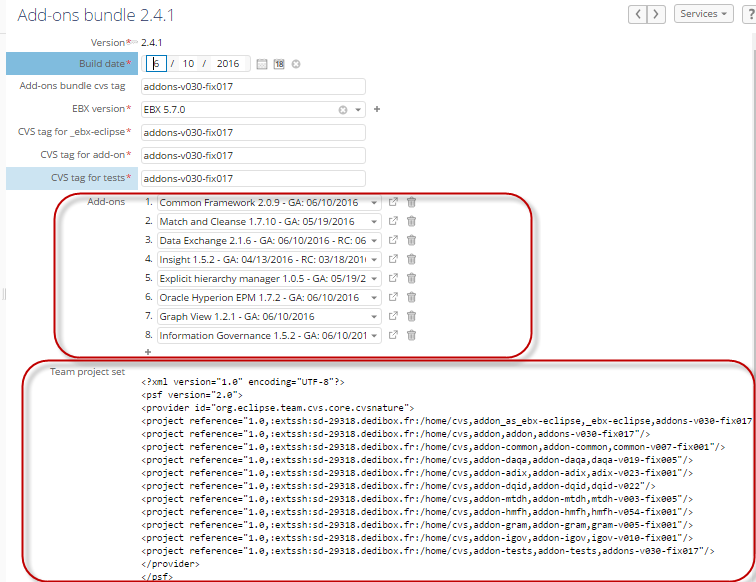 Add-ons bundle 2.4.1
Services
?
Version* 2.4.1
Build date* 6 / 10 / 2016 18
Add-ons bundle cvs tag addons-v030-fix017
EBX version* EBX 5.7.0
CVS tag for _ebx-eclipse* addons-v030-fix017
CVS tag for add-on* addons-v030-fix017
CVS tag for tests* addons-v030-fix017
Add-ons
1. Common Framework 2.0.9 - GA: 06/10/2016
2. Match and Cleanse 1.7.10 - GA: 05/19/2016
3. Data Exchange 2.1.6 - GA: 06/10/2016 - RC: 06
4. Insight 1.5.2 - GA: 04/13/2016 - RC: 03/18/201
5. Explicit hierarchy manager 1.0.5 - GA: 05/19/2
6. Oracle Hyperion EPM 1.7.2 - GA: 06/10/2016
7. Graph View 1.2.1 - GA: 06/10/2016
8. Information Governance 1.5.2 - GA: 06/10/201
+
Team project set
<?xml version="1.0" encoding="UTF-8"?>
<psf version="2.0">
<provider id="org.eclipse.team.cvs.core.cvsnature">
<project reference="1.0,:extssh:sd-29318.dedibox.fr:/home/cvs,addon_as_ebx-eclipse,_ebx-eclipse,addons-v030-fix017
<project reference="1.0,:extssh:sd-29318.dedibox.fr:/home/cvs,addon,addon,addons-v030-fix017"/>
<project reference="1.0,:extssh:sd-29318.dedibox.fr:/home/cvs,addon-common,addon-common,common-v007-fix001"/>
<project reference="1.0,:extssh:sd-29318.dedibox.fr:/home/cvs,addon-daqa,addon-daqa,daqa-v019-fix005"/>
<project reference="1.0,:extssh:sd-29318.dedibox.fr:/home/cvs,addon-adix,addon-adix,adix-v023-fix001"/>
<project reference="1.0,:extssh:sd-29318.dedibox.fr:/home/cvs,addon-dqid,addon-dqid,dqid-v022"/>
<project reference="1.0,:extssh:sd-29318.dedibox.fr:/home/cvs,addon-mtdh,addon-mtdh,mtdh-v003-fix005"/>
<project reference="1.0,:extssh:sd-29318.dedibox.fr:/home/cvs,addon-hmfh,addon-hmfh,hmfh-v054-fix001"/>
<project reference="1.0,:extssh:sd-29318.dedibox.fr:/home/cvs,addon-gram,addon-gram,gram-v005-fix001"/>
<project reference="1.0,:extssh:sd-29318.dedibox.fr:/home/cvs,addon-igov,addon-igov,igov-v010-fix001"/>
<project reference="1.0,:extssh:sd-29318.dedibox.fr:/home/cvs,addon-tests,addon-tests,addons-v030-fix017"/>
</provider>
</psf>